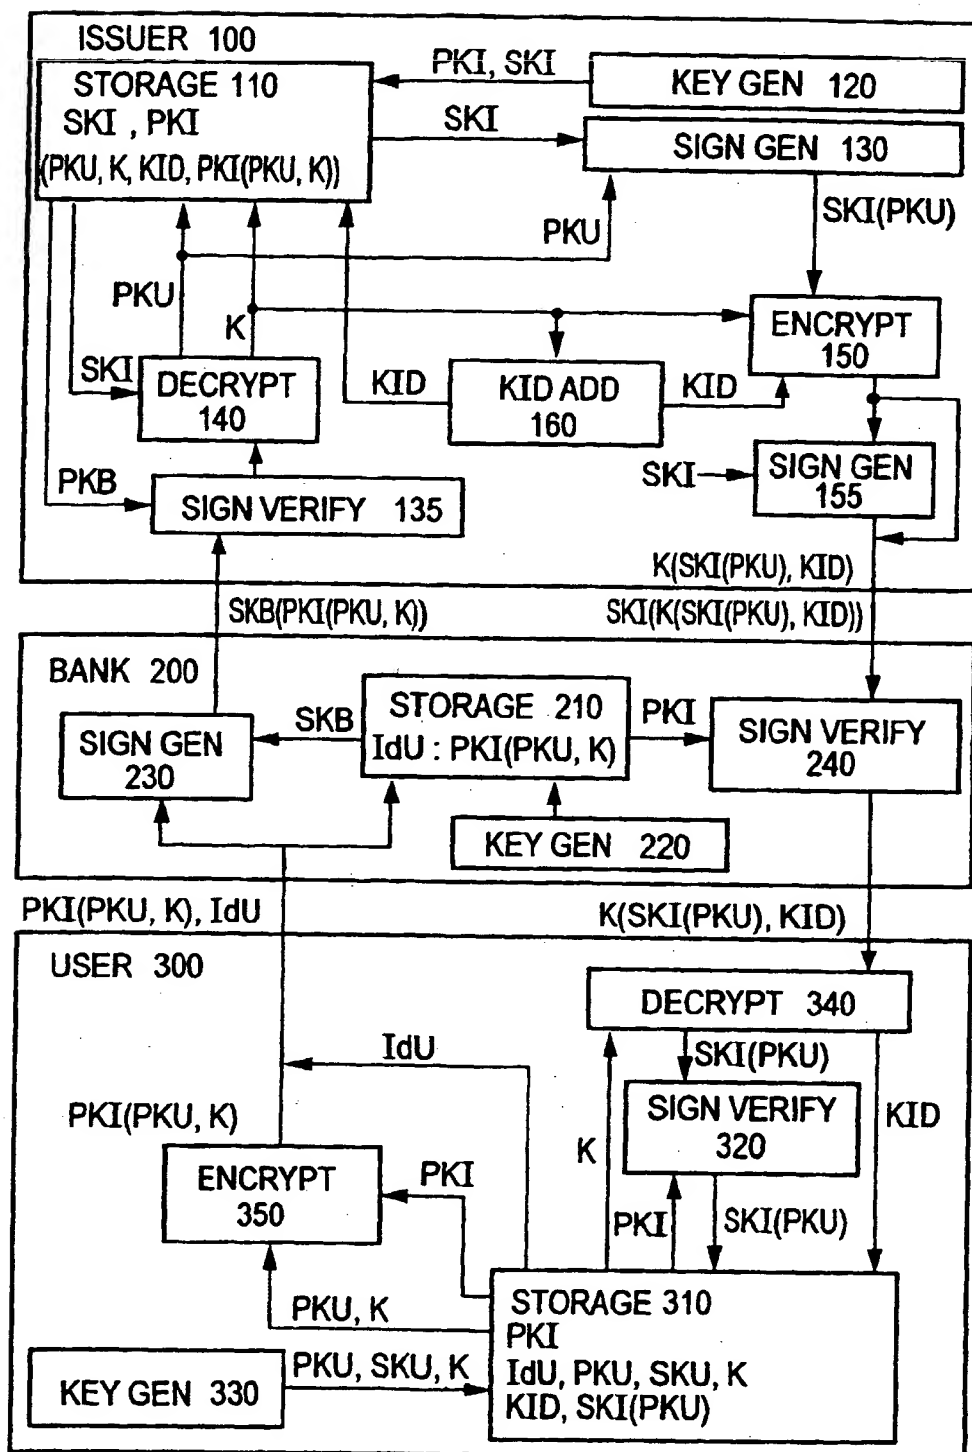 ISSUER 100
STORAGE 110
SKI , PKI
(PKU, K, KID, PKI(PKU, K))
PKI, SKI
KEY GEN 120
SKI
SIGN GEN 130
SKI(PKU)
PKU
PKU
K
ENCRYPT
150
SKI
DECRYPT
140
KID
KID ADD
160
KID
SKI
SIGN GEN
155
PKB
SIGN VERIFY 135
K(SKI(PKU), KID)
SKB(PKI(PKU, K))
SKI(K(SKI(PKU), KID))
BANK 200
SIGN GEN
230
SKB
STORAGE 210
IdU : PKI(PKU, K)
PKI
SIGN VERIFY
240
KEY GEN 220
PKI(PKU, K), IdU
K(SKI(PKU), KID)
USER 300
DECRYPT 340
IdU
SKI(PKU)
SIGN VERIFY
320
KID
PKI(PKU, K)
K
ENCRYPT
350
PKI
PKI
SKI(PKU)
PKU, K
STORAGE 310
PKI
IdU, PKU, SKU, K
KID, SKI(PKU)
KEY GEN 330
PKU, SKU, K